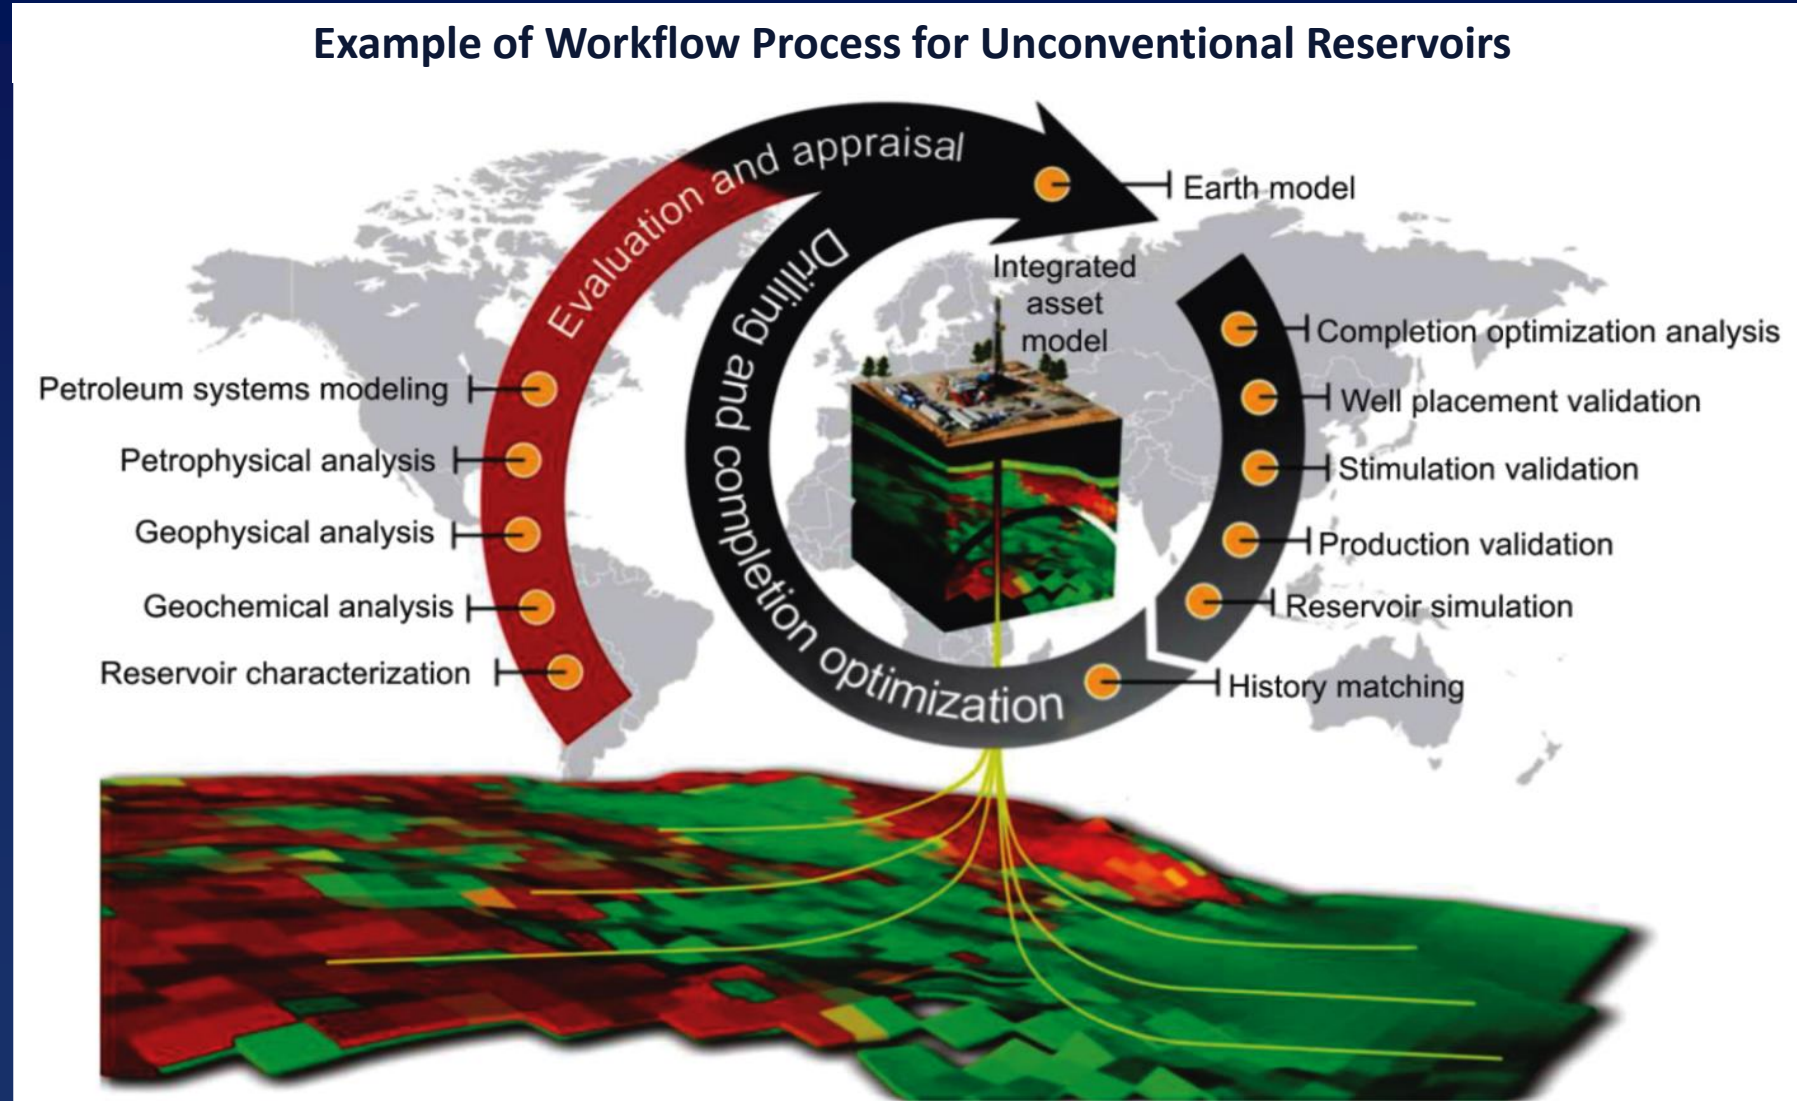 Example of Workflow Process for Unconventional Reservoirs
Evaluation and appraisal
Earth model
Drilling and completion optimization
Integrated
asset
model
Completion optimization analysis
Well placement validation
Stimulation validation
Production validation
Reservoir simulation
History matching
Petroleum systems modeling
Petrophysical analysis
Geophysical analysis
Geochemical analysis
Reservoir characterization